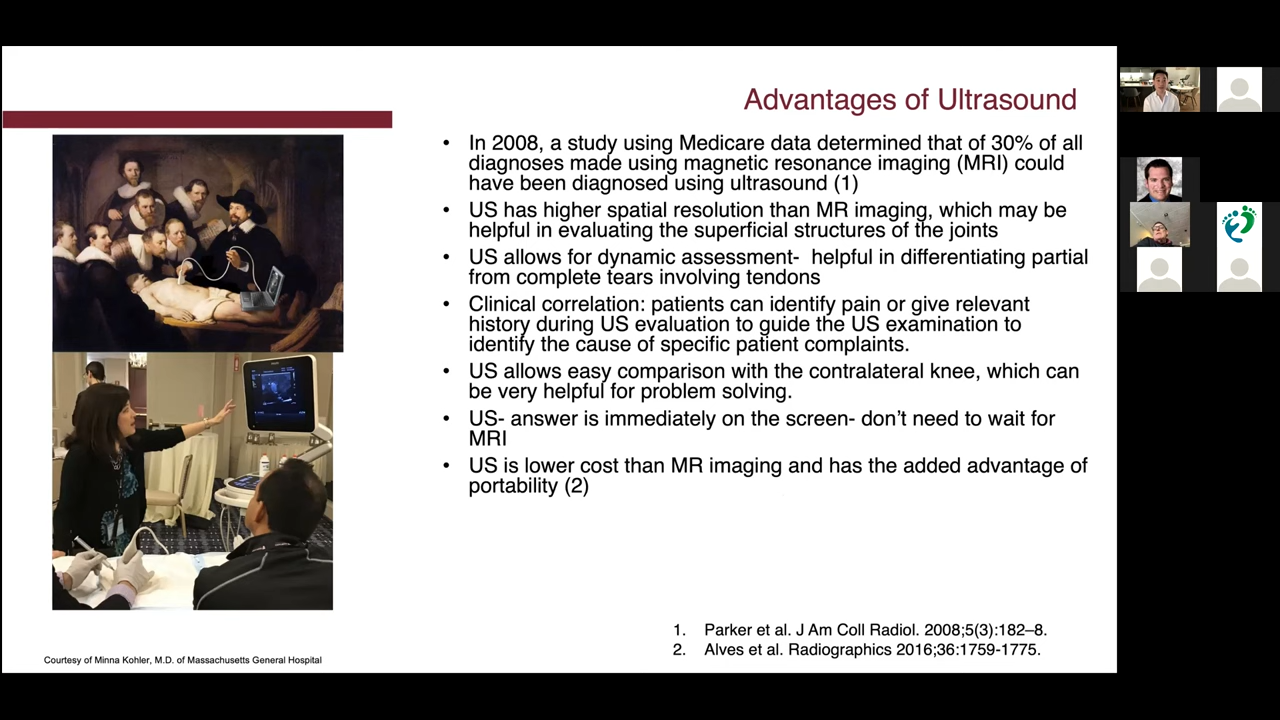 Advantages of Ultrasound
• In 2008, a study using Medicare data determined that of 30% of all
diagnoses made using magnetic resonance imaging (MRI) could
have been diagnosed using ultrasound (1)
• US has higher spatial resolution than MR imaging, which may be
helpful in evaluating the superficial structures of the joints
• US allows for dynamic assessment-  helpful in differentiating partial
from complete tears involving tendons
• Clinical correlation: patients can identify pain or give relevant
history during US evaluation to guide the US examination to
identify the cause of specific patient complaints.
• US allows easy comparison with the contralateral knee, which can
be very helpful for problem solving.
• US- answer is immediately on the screen- don’t need to wait for
MRI
• US is lower cost than MR imaging and has the added advantage of
portability (2)
1. Parker et al. J Am Coll Radiol. 2008;5(3):182–8.
2. Alves et al. Radiographics 2016;36:1759-1775.
Courtesy of Minna Kohler, M.D. of Massachusetts General Hospital